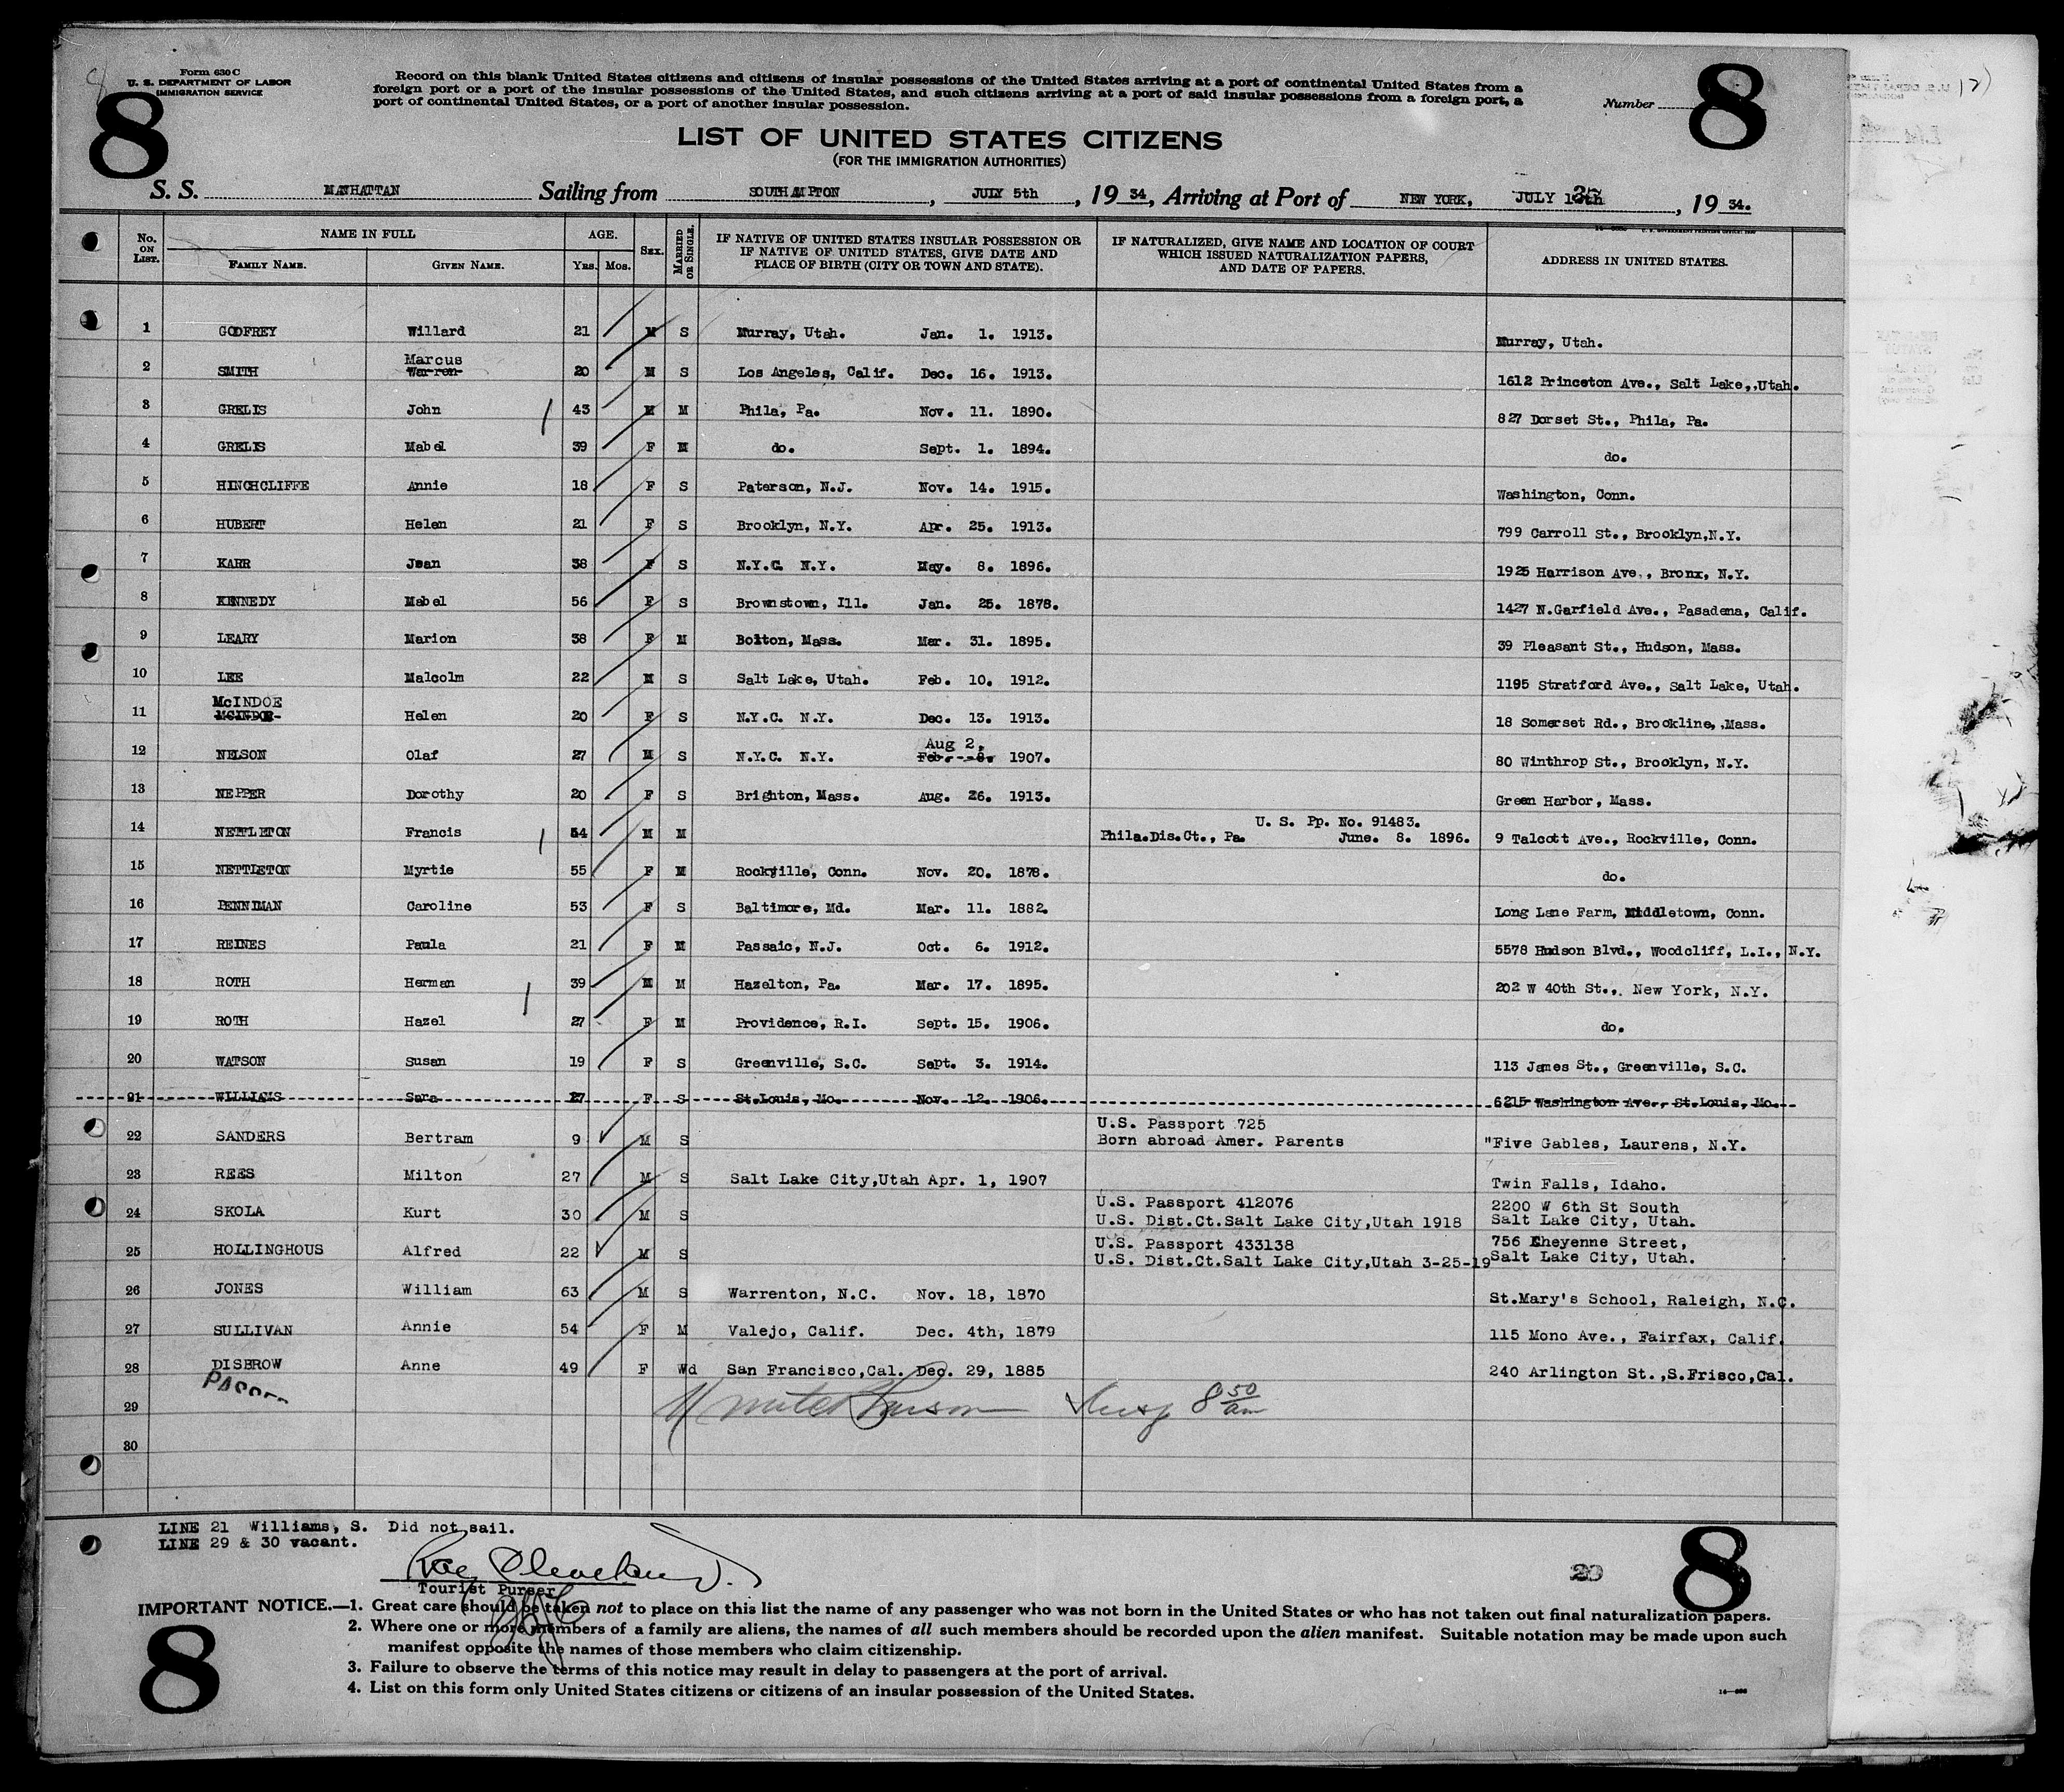 Form 630 C
U. S. DEPARTMENT OF LABOR
IMMIGRATION SERVICE
8
Record on this blank United States citizens and citizens of insular possessions of the United States arriving at a port of continental United States from a
foreign port or a port of the insular possessions of the United States, and such citizens arriving at a port of said insular possessions from a foreign port, a
port of continental United States, or a port of another insular possession.
Number
8
LIST OF UNITED STATES CITIZENS
(FOR THE IMMIGRATION AUTHORITIES)
S. S. MANHATTAN Sailing from SOUTHAMPTON, JULY 5th, 19 34, Arriving at Port of NEW YORK, JULY, 19 34.
No. ON LIST. NAME IN FULL FAMILY NAME. GIVEN NAME. AGE. Yrs. Mos. SEX. MARRIED OR SINGLE. IF NATIVE OF UNITED STATES INSULAR POSSESSION OR IF NATIVE OF UNITED STATES, GIVE DATE AND PLACE OF BIRTH (CITY OR TOWN AND STATE). IF NATURALIZED, GIVE NAME AND LOCATION OF COURT WHICH ISSUED NATURALIZATION PAPERS, AND DATE OF PAPERS. ADDRESS IN UNITED STATES.
1 GODFREY Willard 21 M S Murray, Utah. Jan. 1. 1913. Murray, Utah.
Marcus
2 SMITH Warren 20 M S Los Angeles, Calif. Dec. 16. 1913. 1612 Princeton Ave., Salt Lake,,Utah.
3 GRELIS John 43 M M Phila, Pa. Nov. 11. 1890. 827 Dorset St., Phila, Pa.
4 GRELIS Mabel 39 F M do. Sept. 1. 1894. do.
5 HINCHCLIFFE Annie 18 F S Paterson, N.J. Nov. 14. 1915. Washington, Conn.
6 HUBERT Helen 21 F S Brooklyn, N.Y. Apr. 25. 1913. 799 Carroll St., Brooklyn,N.Y.
7 KARR Jean 38 F S N.Y.C. N.Y. May. 8. 1896. 1925 Harrison Ave., Bronx, N.Y.
8 KENNEDY Mabel 56 F S Brownstown, Ill. Jan. 25. 1878. 1427 N.Garfield Ave., Pasadena, Calif.
9 LEARY Marion 38 F M Bolton, Mass. Mar. 31. 1895. 39 Pleasant St., Hudson, Mass.
10 LEE Malcolm 22 M S Salt Lake, Utah. Feb. 10. 1912. 1195 Stratford Ave., Salt Lake, Utah.
McINDOE
11 MCINDOR Helen 20 F S N.Y.C. N.Y. Dec. 13. 1913. 18 Somerset Rd., Brookline,,Mass.
Aug 2,
12 NELSON Olaf 27 M S N.Y.C. N.Y. Feb. 8. 1907. 80 Winthrop St., Brooklyn, N.Y.
13 NEPPER Dorothy 20 F S Brighton, Mass. Aug. 26. 1913. Green Harbor, Mass.
U. S. Pp. No. 91483.
14 NETTLETON Francis 54 M M Phila.Dis.Ct., Pa. June. 8. 1896. 9 Talcott Ave., Rockville, Conn.
15 NETTLETON Myrtie 55 F M Rockville, Conn. Nov. 20. 1878. do.
16 PENNIMAN Caroline 53 F S Baltimore, Md. Mar. 11. 1882. Long Lane Farm, Middletown, Conn.
17 REINES Paula 21 F M Passaic, N.J. Oct. 6. 1912. 5578 Hudson Blvd., Woodcliff, L.I., N.Y.
18 ROTH Herman 39 M M Hazelton, Pa. Mar. 17. 1895. 202 W 40th St.,. New York, N.Y.
19 ROTH Hazel 27 F M Providence, R.I. Sept. 15. 1906. do.
20 WATSON Susan 19 F S Greenville, S.C. Sept. 3. 1914. 113 James St., Greenville, S.C.
21 WILLIAMS Sara 27 F S St.Louis, Mo. Nov. 12. 1906. 6215 Washington Ave., St.Louis, Mo.
U.S. Passport 725
22 SANDERS Bertram 9 M S Born abroad Amer. Parents "Five Gables, Laurens, N.Y.
23 REES Milton 27 M S Salt Lake City,Utah Apr. 1, 1907 Twin Falls, Idaho.
U.S. Passport 412076 2200 W 6th St South
24 SKOLA Kurt 30 M S U.S. Dist.Ct.Salt Lake City,Utah 1918 Salt Lake City, Utah.
U.S. Passport 433138 756 Cheyenne Street,
25 HOLLINGHOUS Alfred 22 M S U.S. Dist.Ct.Salt Lake City,Utah 3-25-19 Salt Lake City, Utah.
26 JONES William 63 M S Warrenton, N.C. Nov. 18, 1870 St.Mary's School, Raleigh, N.C.
27 SULLIVAN Annie 54 F M Valejo, Calif. Dec. 4th, 1879 115 Mono Ave., Fairfax, Calif.
28 DISBROW Anne 49 F Wd San Francisco,Cal. Dec. 29, 1885 240 Arlington St.,S.Frisco,Cal.
29 8 50 am
30
LINE 21 Williams, S. Did not sail.
LINE 29 & 30 vacant.
Tourist Purser
20
8
IMPORTANT NOTICE.—1. Great care should be taken not to place on this list the name of any passenger who was not born in the United States or who has not taken out final naturalization papers.
2. Where one or more members of a family are aliens, the names of all such members should be recorded upon the alien manifest. Suitable notation may be made upon such
manifest opposite the names of those members who claim citizenship.
3. Failure to observe the terms of this notice may result in delay to passengers at the port of arrival.
4. List on this form only United States citizens or citizens of an insular possession of the United States.
8